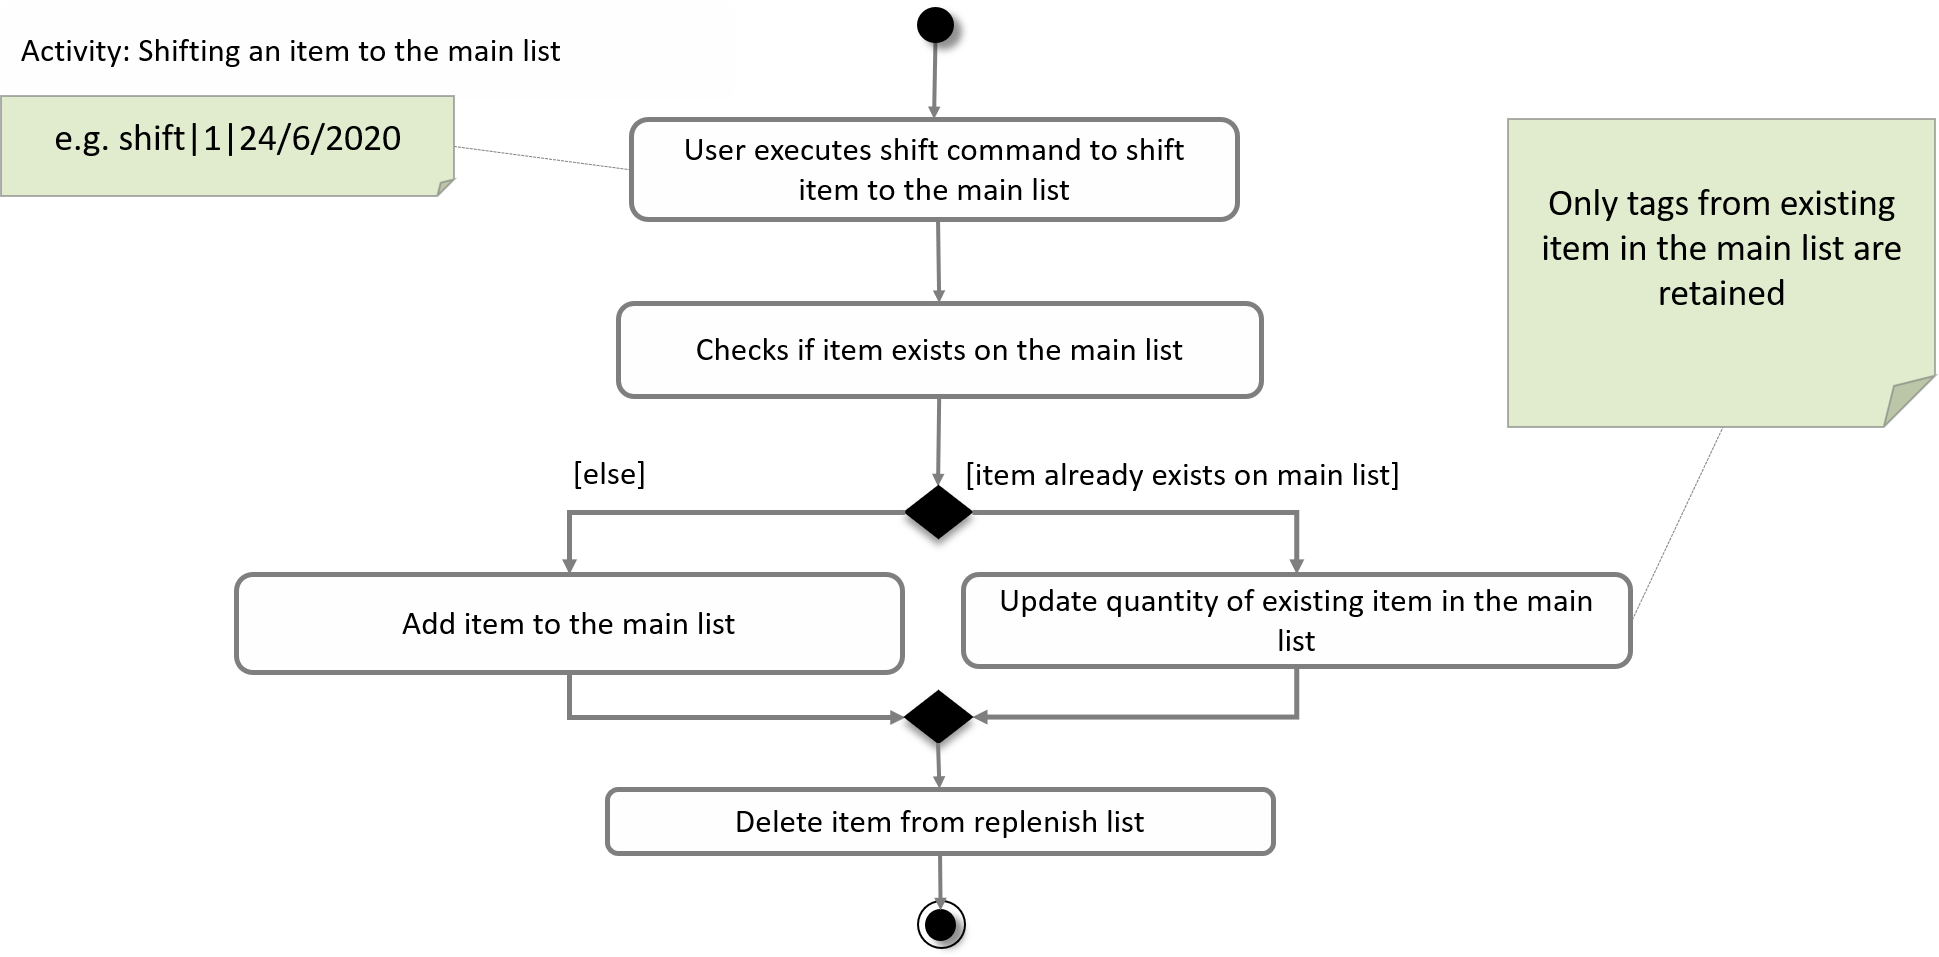 Activity: Shifting an item to the main list
e.g. shift|1|24/6/2020
User executes shift command to shift
item to the main list
Only tags from existing
item in the main list are
retained
Checks if item exists on the main list
[else]
[item already exists on main list]
Add item to the main list
Update quantity of existing item in the main
list
Delete item from replenish list